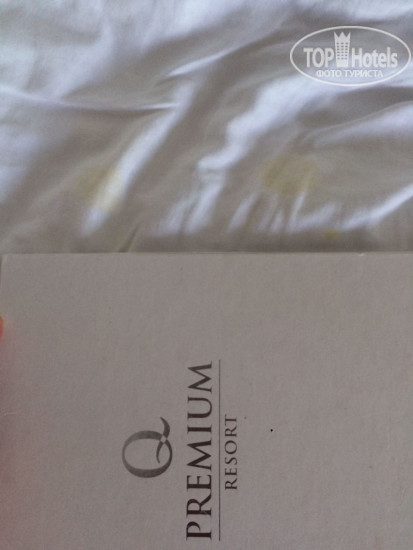 TOP Hotels
ФОТО ТУРИСТА
Q
PREMIUM
RESORT